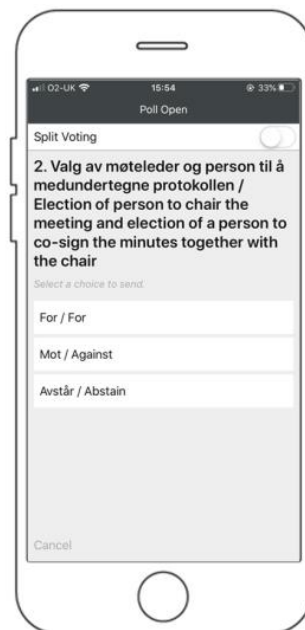 O2-UK 15:54 33%
Poll Open
Split Voting
2. Valg av møteleder og person til å
medundertegne protokollen /
Election of person to chair the
meeting and election of a person to
co-sign the minutes together with
the chair
Select a choice to send.
For / For
Mot / Against
Avstår / Abstain
Cancel